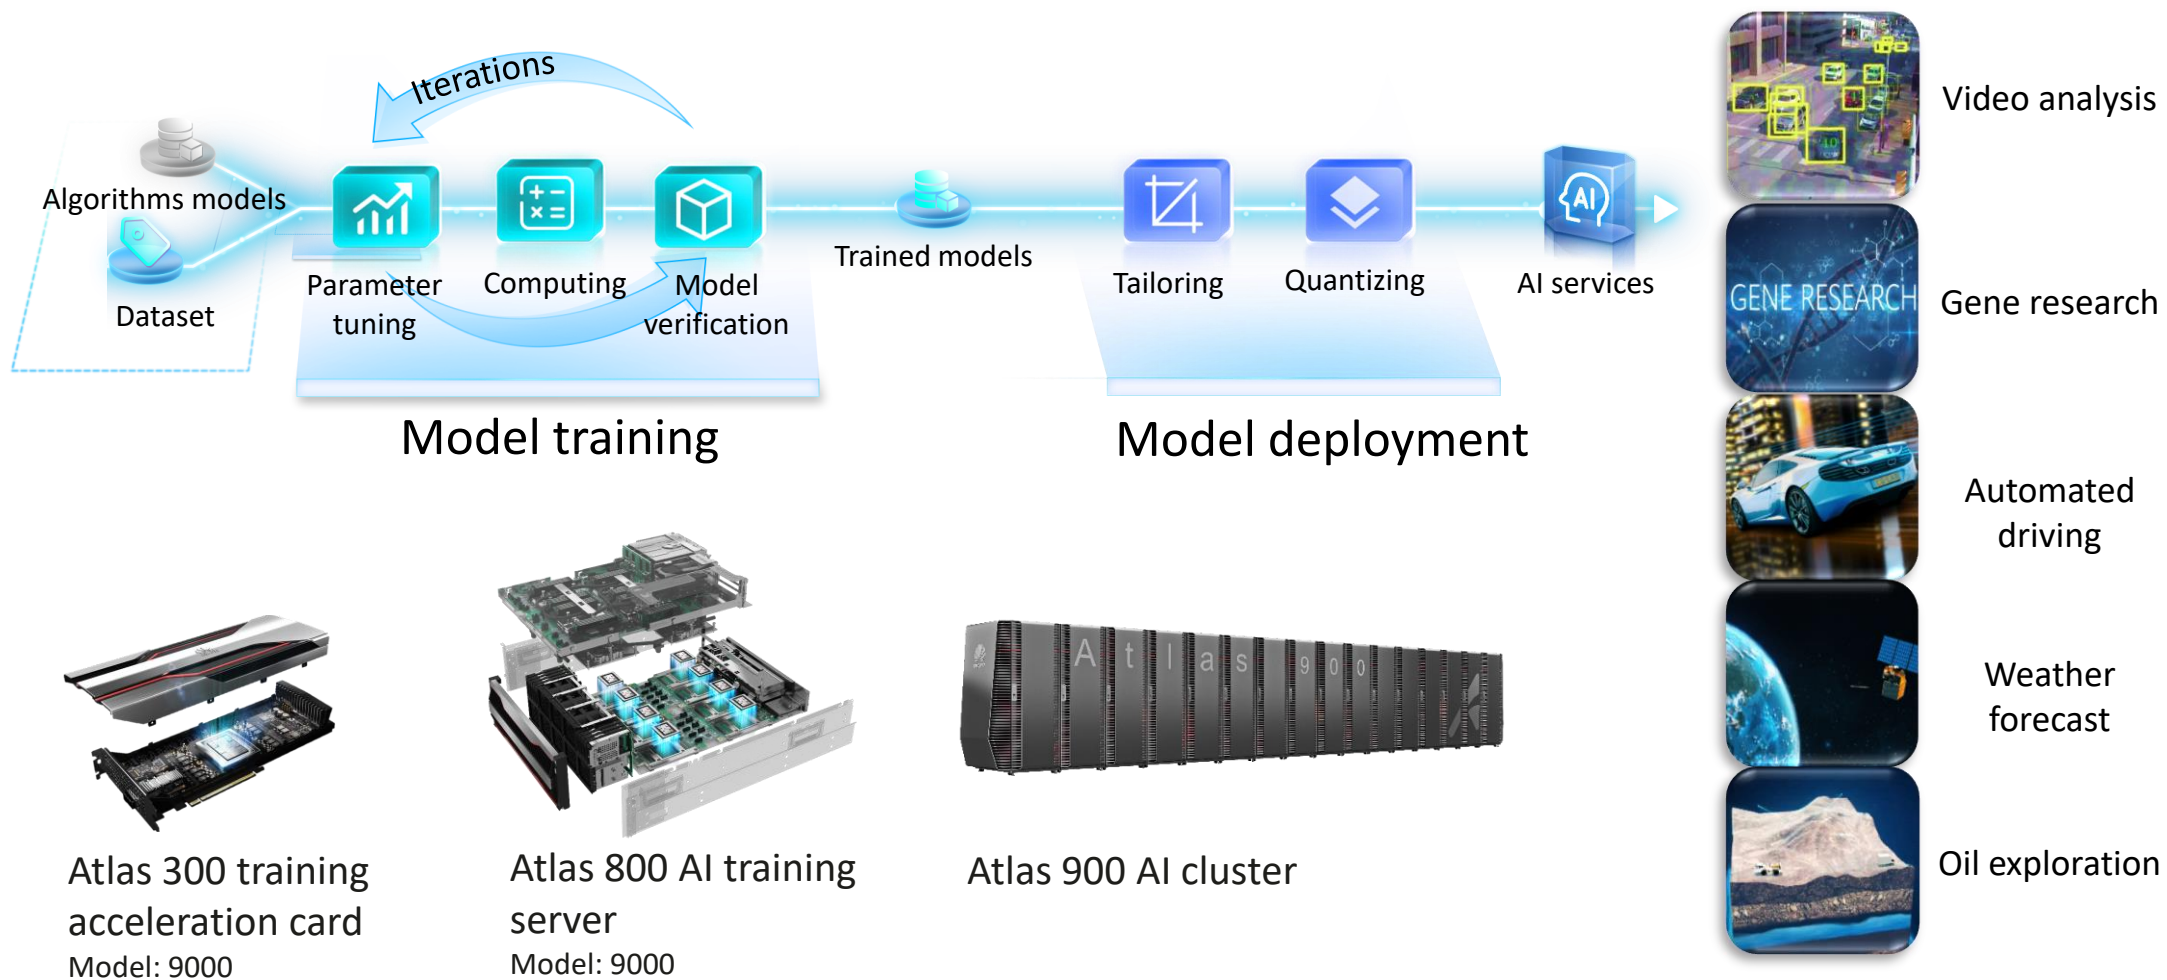 Iterations
Algorithms models
Dataset
Parameter
tuning
Computing
Model
verification
Trained models
Tailoring
Quantizing
AI
AI services
Model training
Model deployment
Video analysis
GENE RESEARCH
Gene research
Automated
driving
Weather
forecast
Oil exploration
Atlas 900
Atlas 300 training
acceleration card
Model: 9000
Atlas 800 AI training
server
Model: 9000
Atlas 900 AI cluster